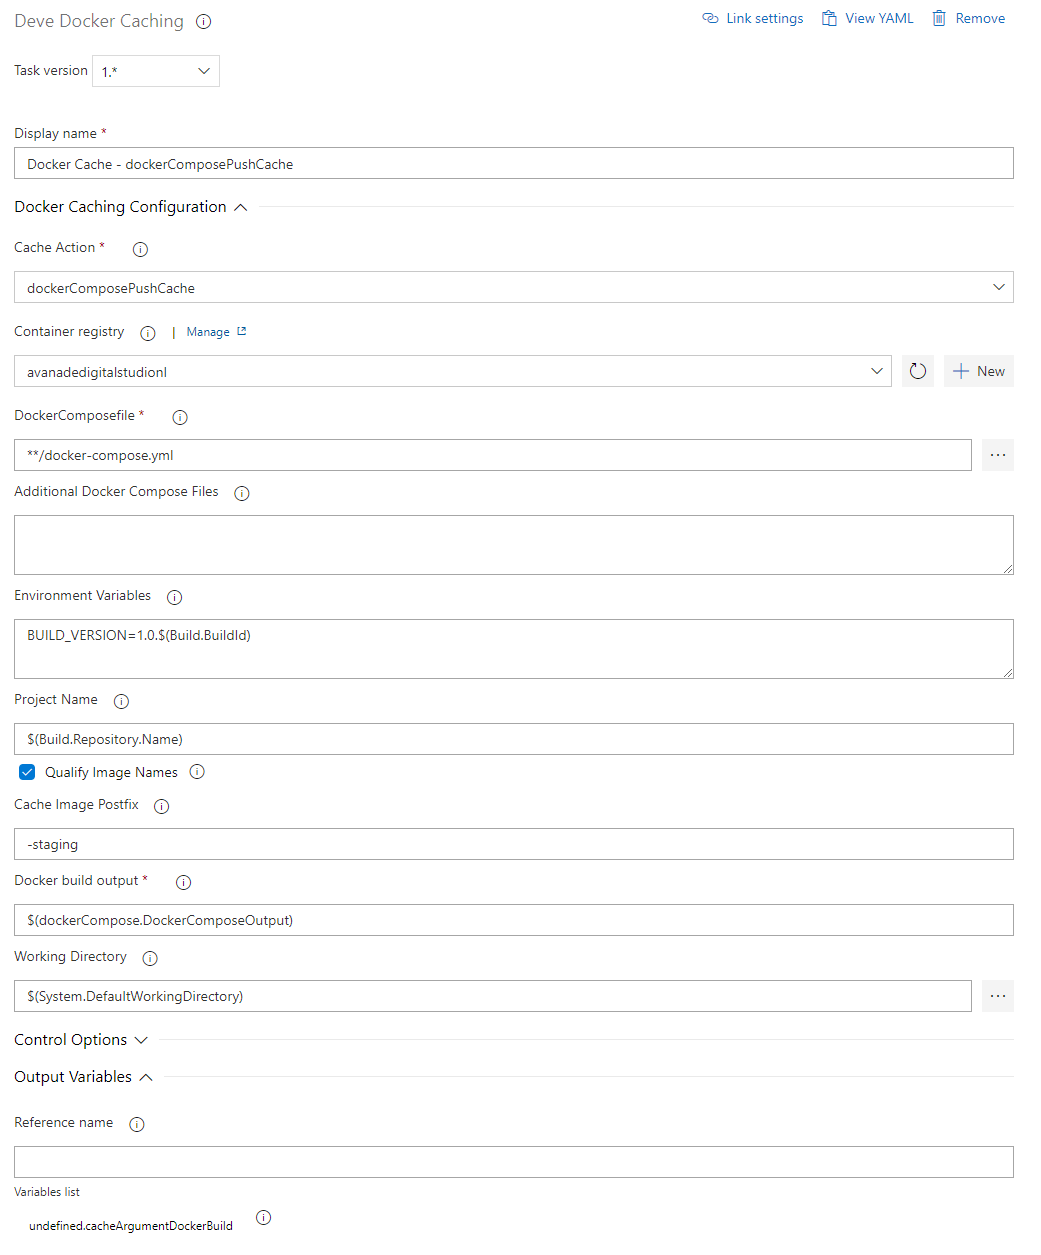 Deve Docker Caching
Link settings View YAML Remove
Task version 1.*
Display name *
Docker Cache - dockerComposePushCache
Docker Caching Configuration
Cache Action *
dockerComposePushCache
Container registry | Manage
avanadedigitalstudionl
New
DockerComposefile *
**/docker-compose.yml
...
Additional Docker Compose Files
Environment Variables
BUILD_VERSION=1.0.$(Build.BuildId)
Project Name
$(Build.Repository.Name)
Qualify Image Names
Cache Image Postfix
-staging
Docker build output *
$(dockerCompose.DockerComposeOutput)
Working Directory
$(System.DefaultWorkingDirectory)
...
Control Options
Output Variables
Reference name
Variables list
undefined.cacheArgumentDockerBuild